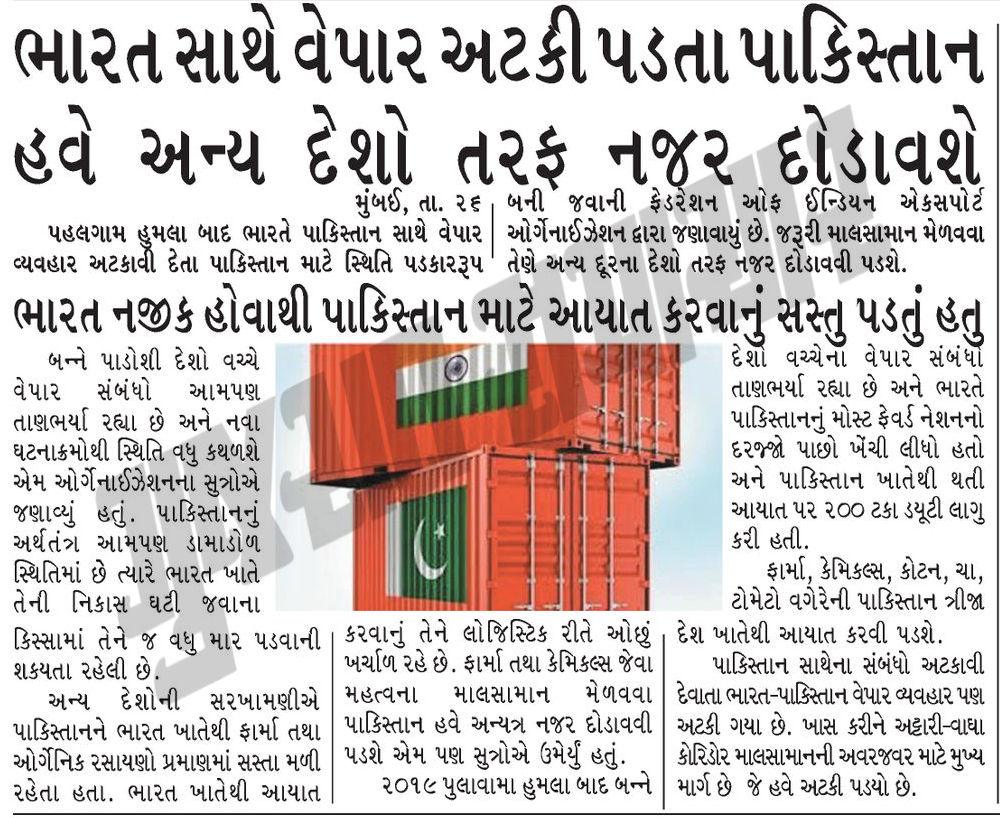 ભારત સાથે વેપાર અટકી પડતા પાકિસ્તાન
હવે અન્ય દેશો તરફ નજર દોડાવશે
મુંબઈ, તા. ૨૬
પહલગામ હુમલા બાદ ભારતે પાકિસ્તાન સાથે વેપાર
વ્યવહાર અટકાવી દેતા પાકિસ્તાન માટે સ્થિતિ પડકારરૂપ
બની જવાની ફેડરેશન ઓફ ઈન્ડિયન એકસપોર્ટ
ઓર્ગેનાઈઝેશન દ્વારા જણાવાયું છે. જરૂરી માલસામાન મેળવવા
તેણે અન્ય દૂરના દેશો તરફ નજર દોડાવવી પડશે.
ભારત નજીક હોવાથી પાકિસ્તાન માટે આયાત કરવાનું સસ્તુ પડતું હતુ
બન્ને પાડોશી દેશો વચ્ચે
વેપાર સંબંધો આમપણ
તાણભર્યા રહ્યા છે અને નવા
ઘટનાક્રમોથી સ્થિતિ વધુ કથળશે
એમ ઓર્ગેનાઈઝેશનના સુત્રોએ
જણાવ્યું હતું. પાકિસ્તાનનું
અર્થતંત્ર આમપણ ડામાડોળ
સ્થિતિમાં છે ત્યારે ભારત ખાતે
તેની નિકાસ ઘટી જવાના
કિસ્સામાં તેને જ વધુ માર પડવાની
શકયતા રહેલી છે.
અન્ય દેશોની સરખામણીએ
પાકિસ્તાનને ભારત ખાતેથી ફાર્મા તથા
ઓર્ગેનિક રસાયણો પ્રમાણમાં સસ્તા મળી
રહેતા હતા. ભારત ખાતેથી આયાત
કરવાનું તેને લોજિસ્ટિક રીતે ઓછું
ખર્ચાળ રહે છે. ફાર્મા તથા કેમિકલ્સ જેવા
મહત્વના માલસામાન મેળવવા
પાકિસ્તાન હવે અન્યત્ર નજર દોડાવવી
પડશે એમ પણ સુત્રોએ ઉમેર્યું હતું.
૨૦૧૯ પુલાવામા હુમલા બાદ બન્ને
દેશો વચ્ચેના વેપાર સંબંધો
તાણભર્યા રહ્યા છે અને ભારતે
પાકિસ્તાનનું મોસ્ટ ફેવર્ડ નેશનનો
દરજ્જો પાછો ખેંચી લીધો હતો
અને પાકિસ્તાન ખાતેથી થતી
આયાત પર ૨૦૦ ટકા ડયૂટી લાગુ
કરી હતી.
ફાર્મા, કેમિકલ્સ, કોટન, ચા,
ટોમેટો વગેરેની પાકિસ્તાન ત્રીજા
દેશ ખાતેથી આયાત કરવી પડશે.
પાકિસ્તાન સાથેના સંબંધો અટકાવી
દેવાતા ભારત-પાકિસ્તાન વેપાર વ્યવહાર પણ
અટકી ગયા છે. ખાસ કરીને અટ્ટારી-વાઘા
કોરિડોર માલસામાનની અવરજવર માટે મુખ્ય
માર્ગ છે જે હવે અટકી પડયો છે.